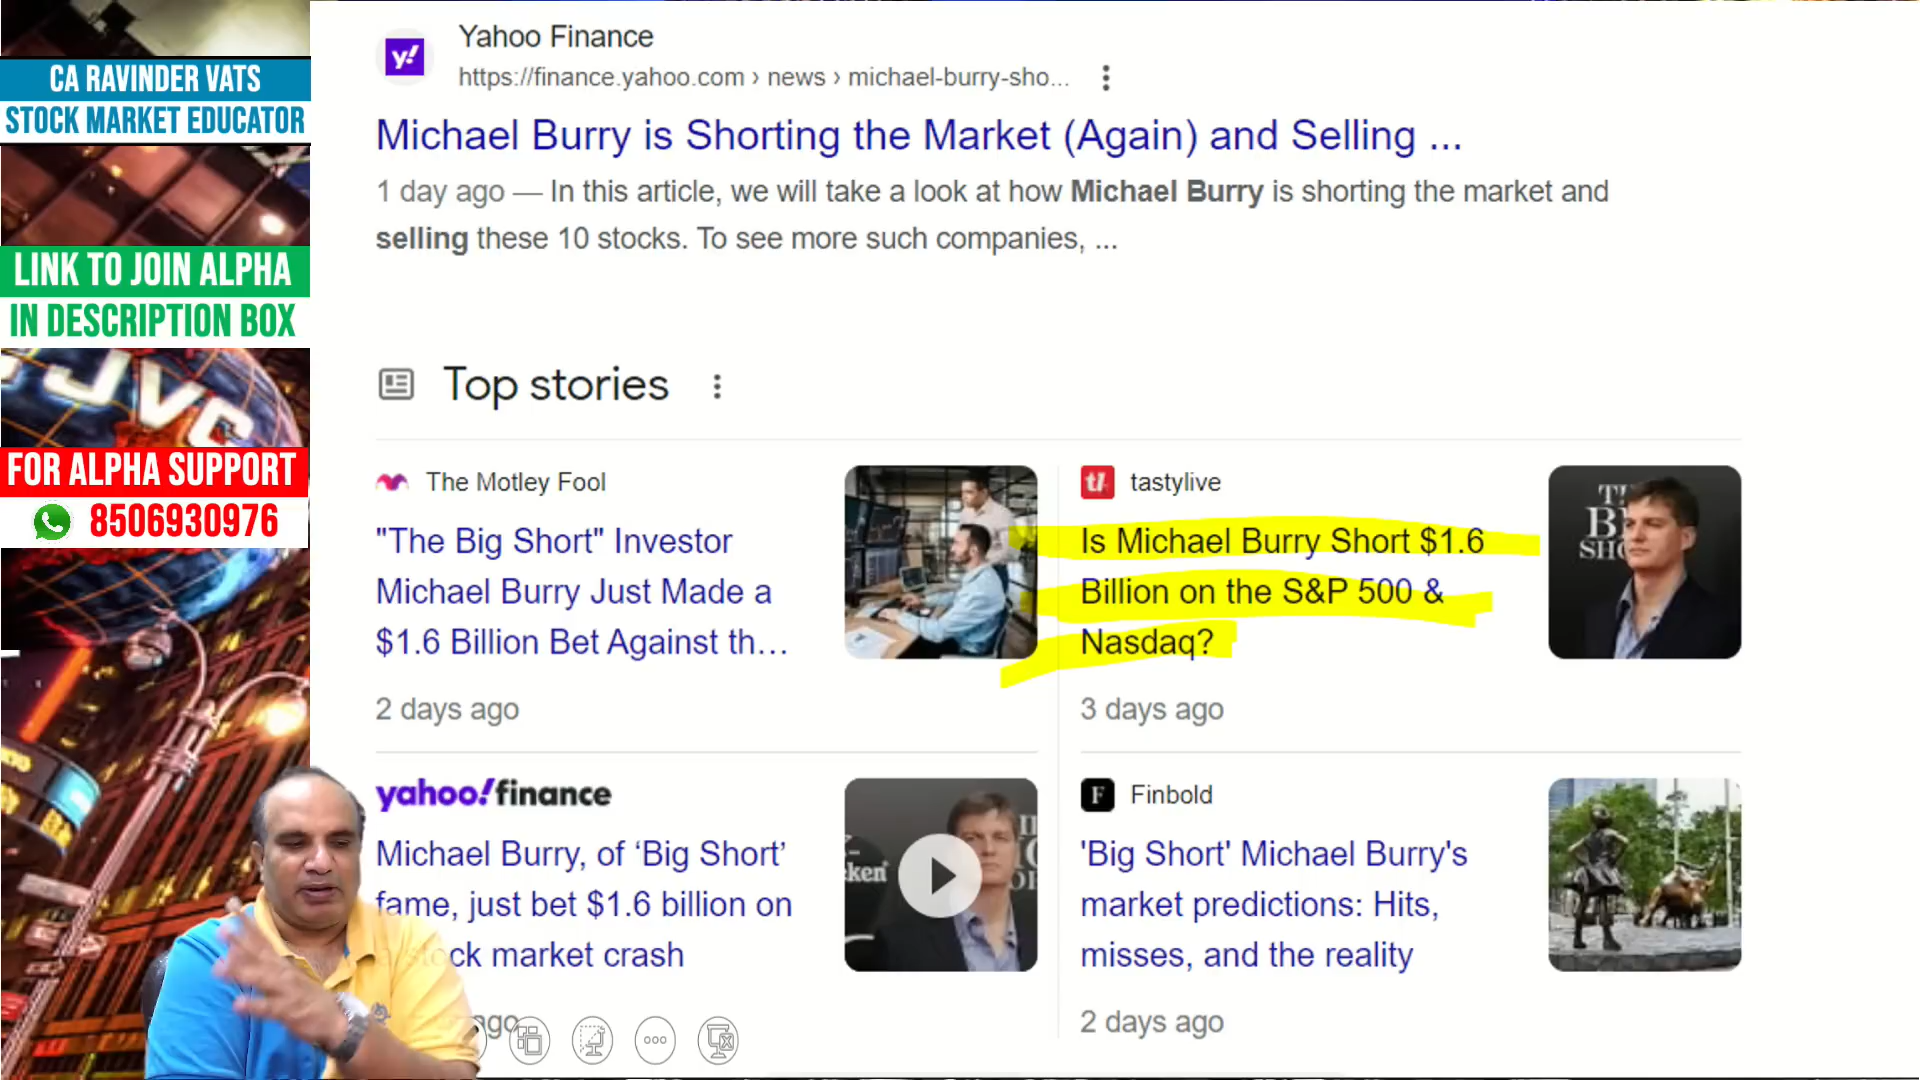 CA RAVINDER VATS
STOCK MARKET EDUCATOR
LINK TO JOIN ALPHA
IN DESCRIPTION BOX
JVC
FOR ALPHA SUPPORT
8506930976
y!
Yahoo Finance
https://finance.yahoo.com › news › michael-burry-sho...
Michael Burry is Shorting the Market (Again) and Selling ...
1 day ago — In this article, we will take a look at how Michael Burry is shorting the market and
selling these 10 stocks. To see more such companies, ...
Top stories
The Motley Fool
"The Big Short" Investor
Michael Burry Just Made a
$1.6 Billion Bet Against th...
2 days ago
tastylive
Is Michael Burry Short $1.6
Billion on the S&P 500 &
Nasdaq?
3 days ago
yahoo!finance
Michael Burry, of ‘Big Short’
fame, just bet $1.6 billion on
a stock market crash
ago
F Finbold
'Big Short' Michael Burry's
market predictions: Hits,
misses, and the reality
2 days ago